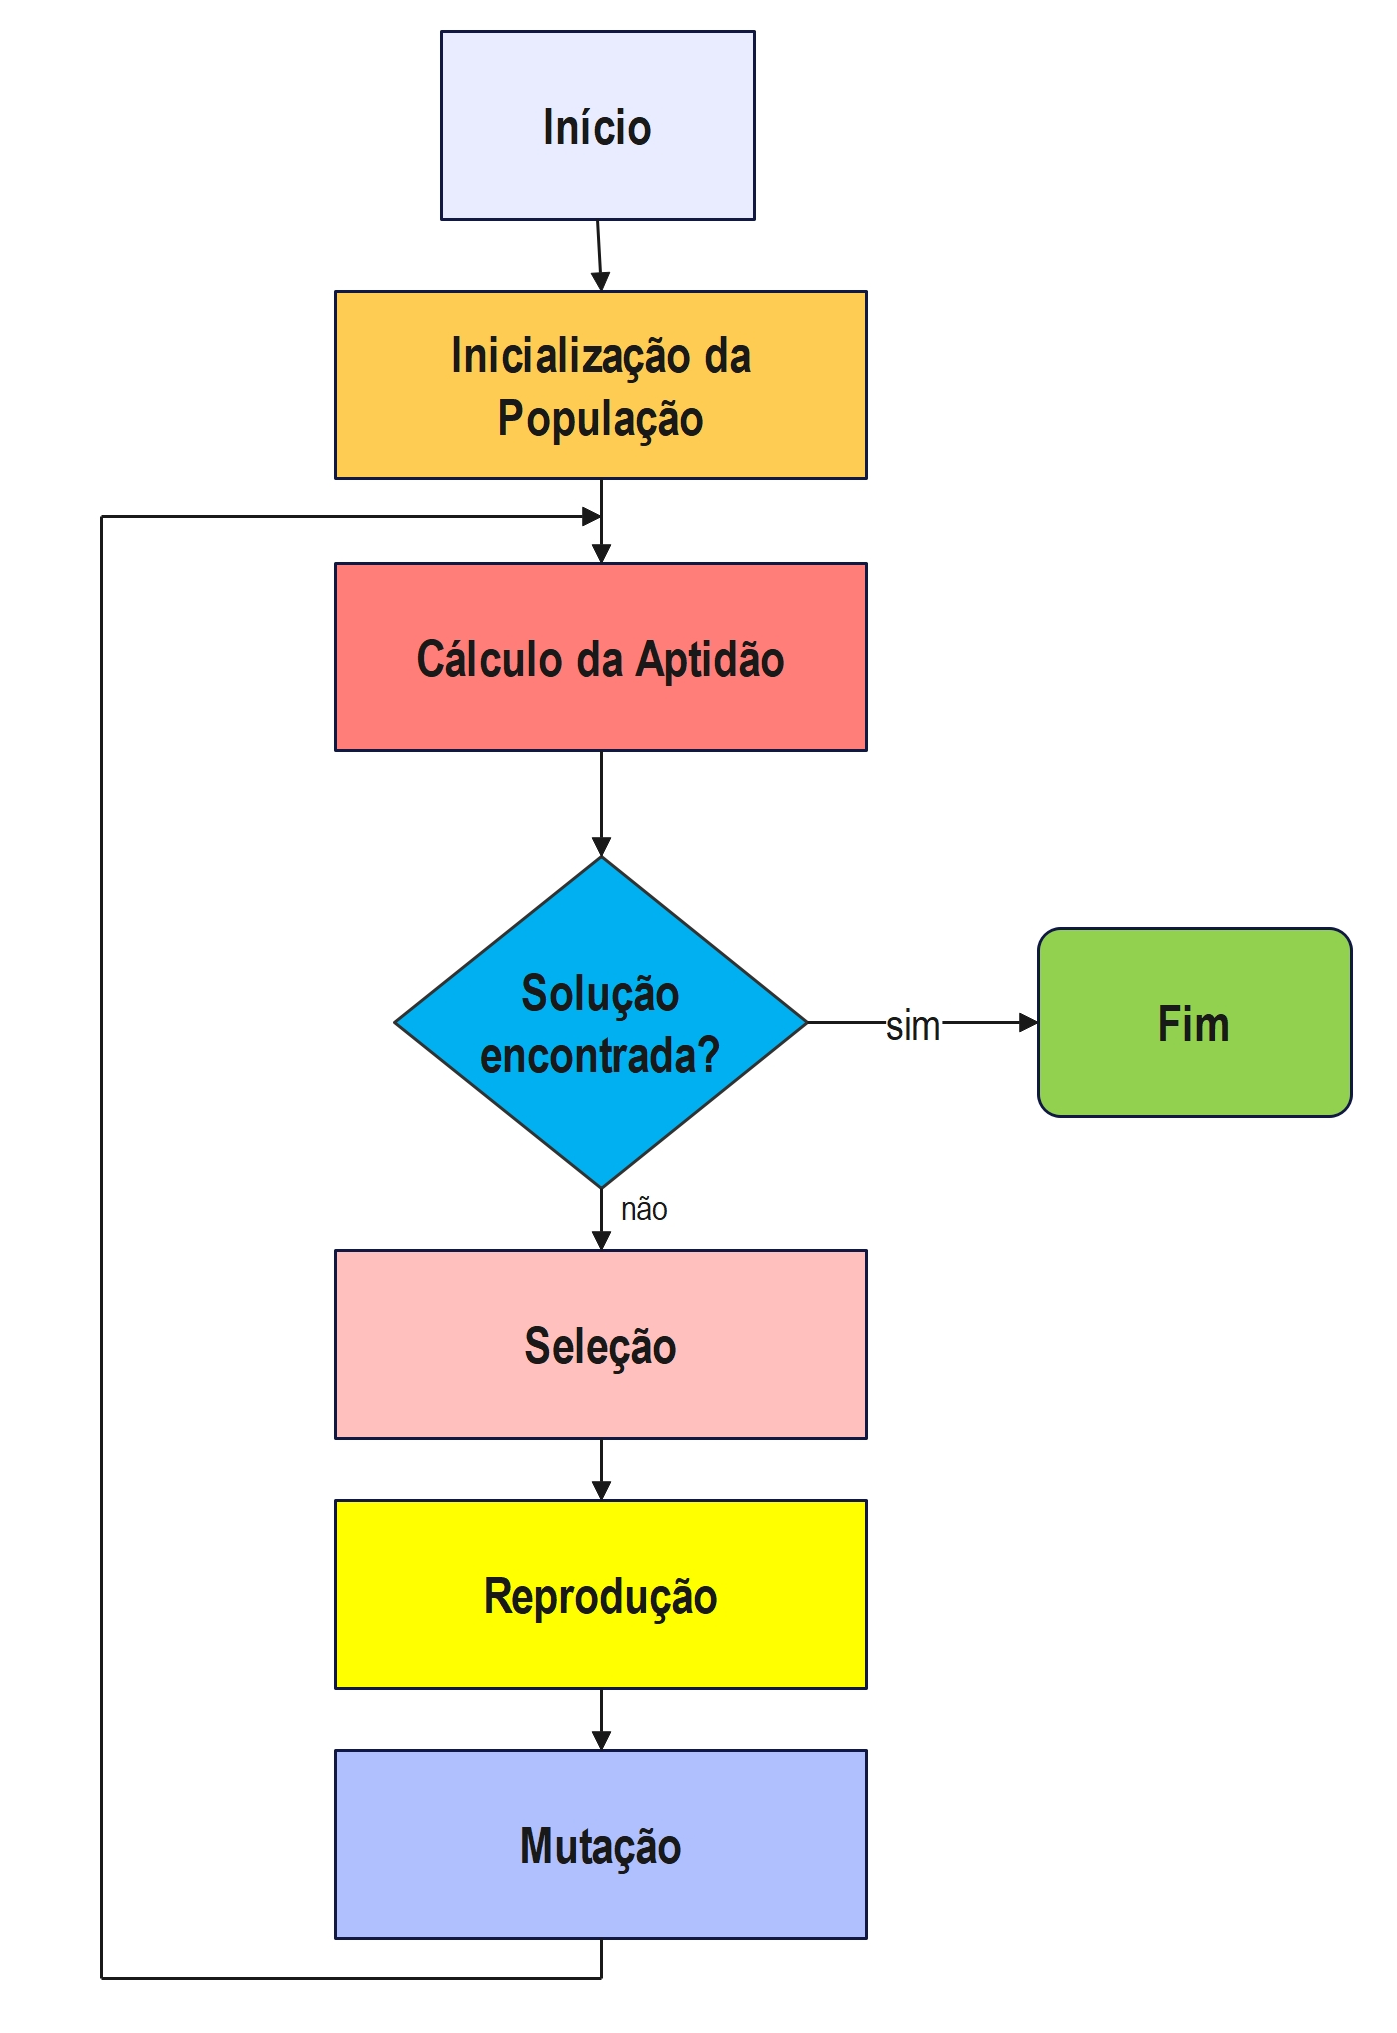 Início
Inicialização da
População
Cálculo da Aptidão
Solução
encontrada?
sim
Fim
não
Seleção
Reprodução
Mutação